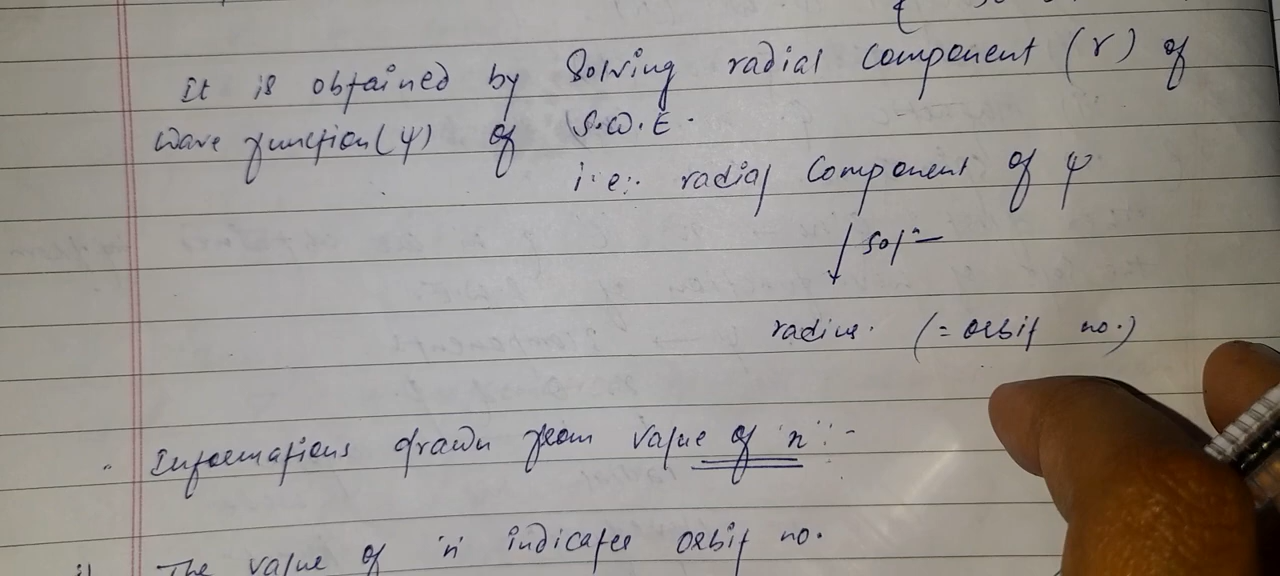 It is obtained by Solving radial Component (r) of
Wave function (ψ) of S.W.E.
i.e:. radial Component of ψ
↓ solⁿ
radius. (= orbit no.)
Informations drawn from value of 'n' :-
The value of 'n' indicates orbit no.